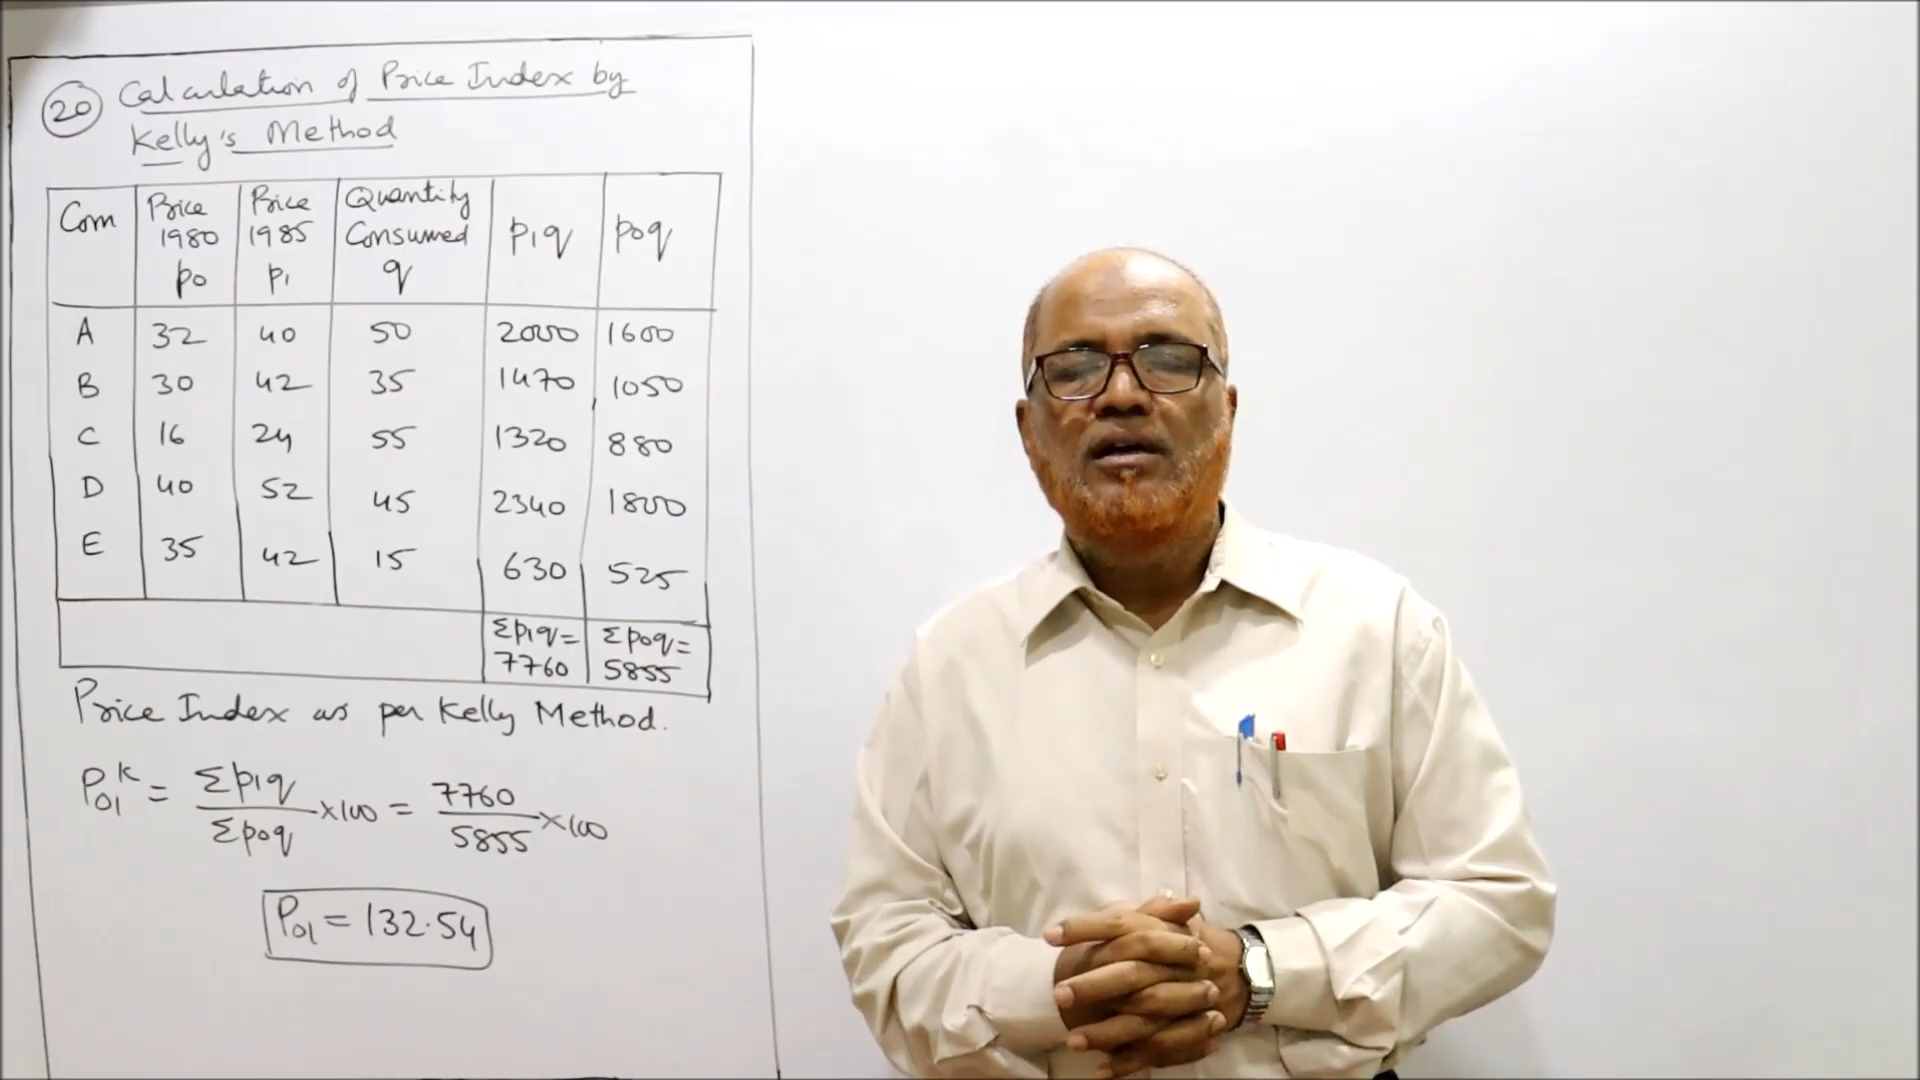 20 Calculation of Price Index by
Kelly's Method
Com Price 1980 p0 Price 1985 p1 Quantity Consumed q p1q p0q
A 32 40 50 2000 1600
B 30 42 35 1470 1050
C 16 24 55 1320 880
D 40 52 45 2340 1800
E 35 42 15 630 525
Σp1q = 7760 Σp0q = 5855
Price Index as per Kelly Method.
P01^K = Σp1q / Σp0q × 100 = 7760 / 5855 × 100
P01 = 132.54